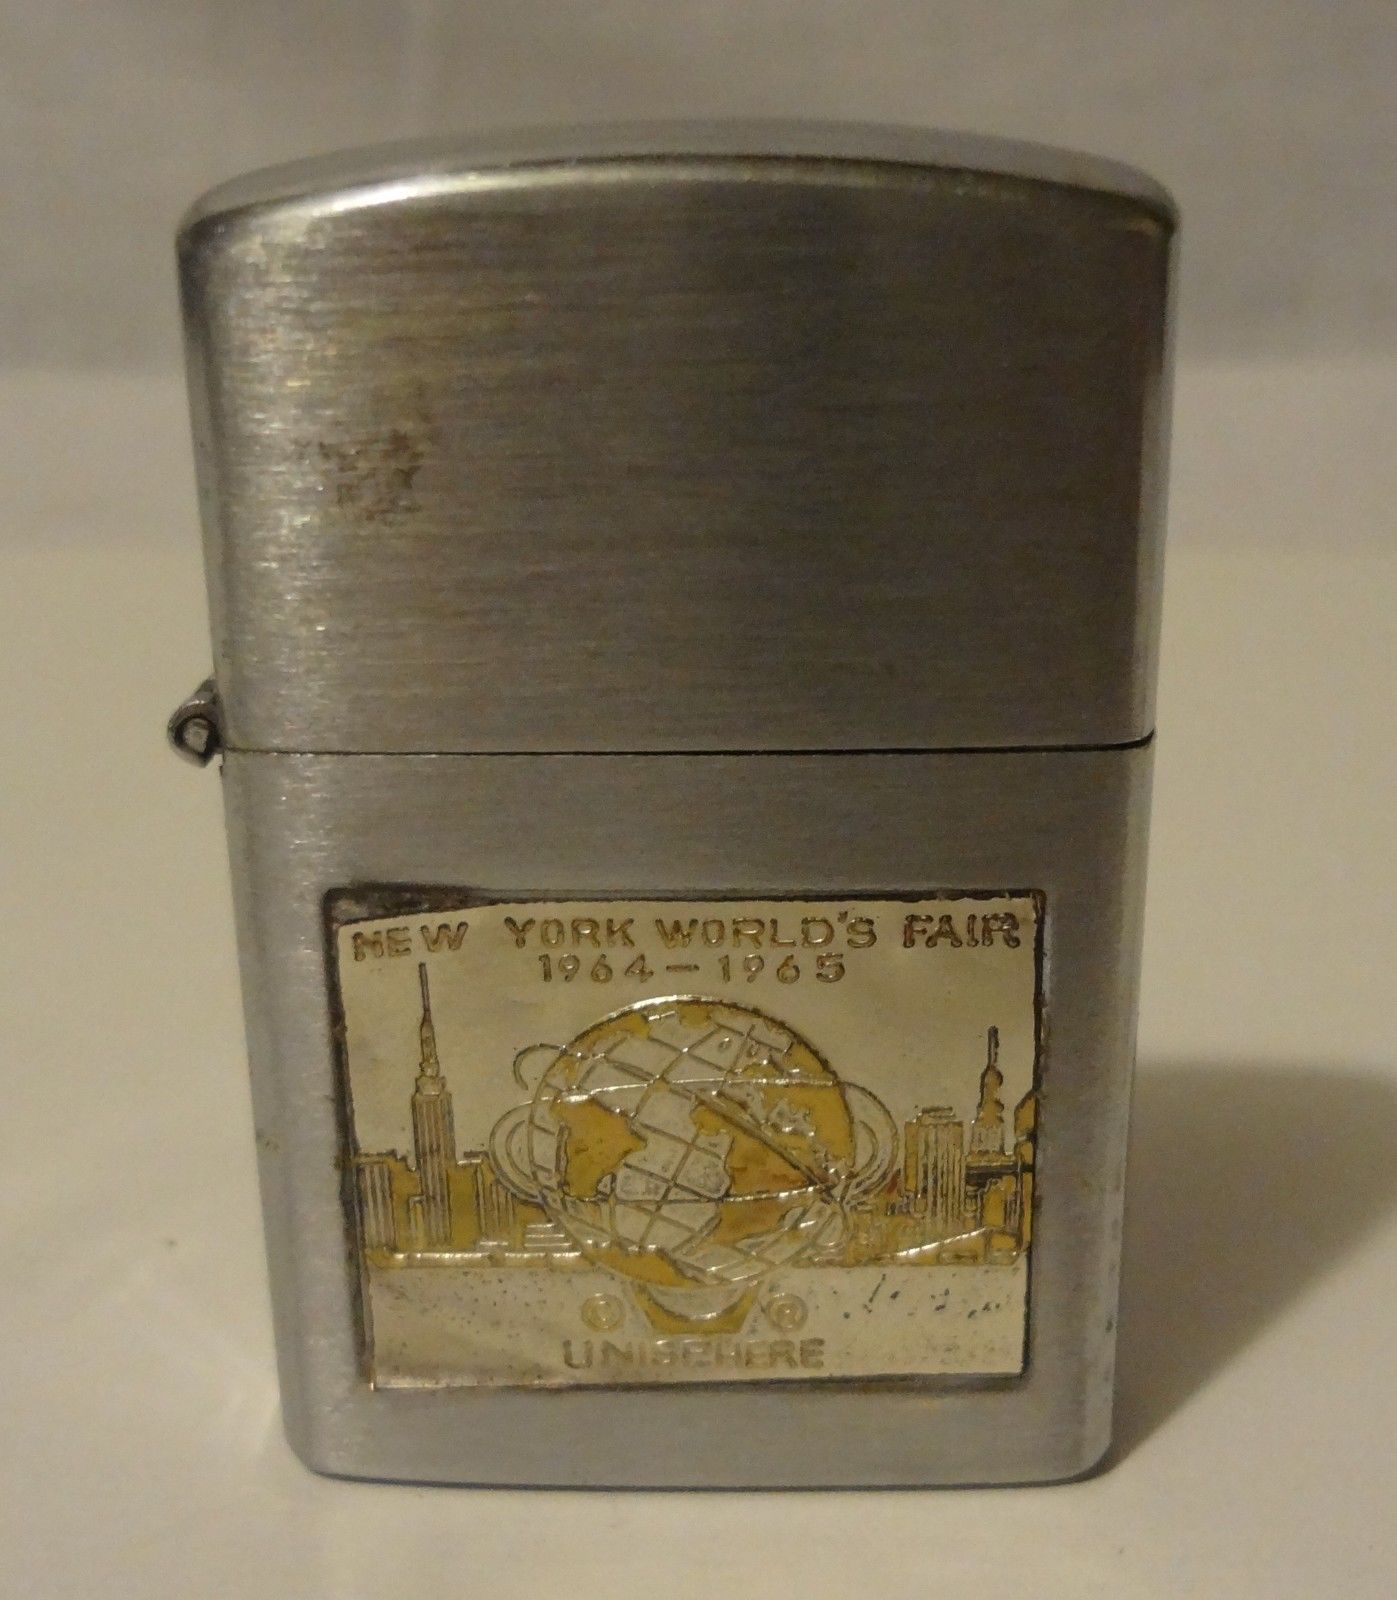 NEW YORK WORLD'S FAIR
1964-1965
© ®
UNISPHERE